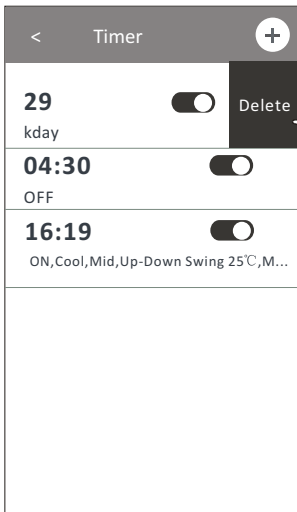 < Timer +
29 Delete
kday
04:30
OFF
16:19
ON,Cool,Mid,Up-Down Swing 25℃,M...